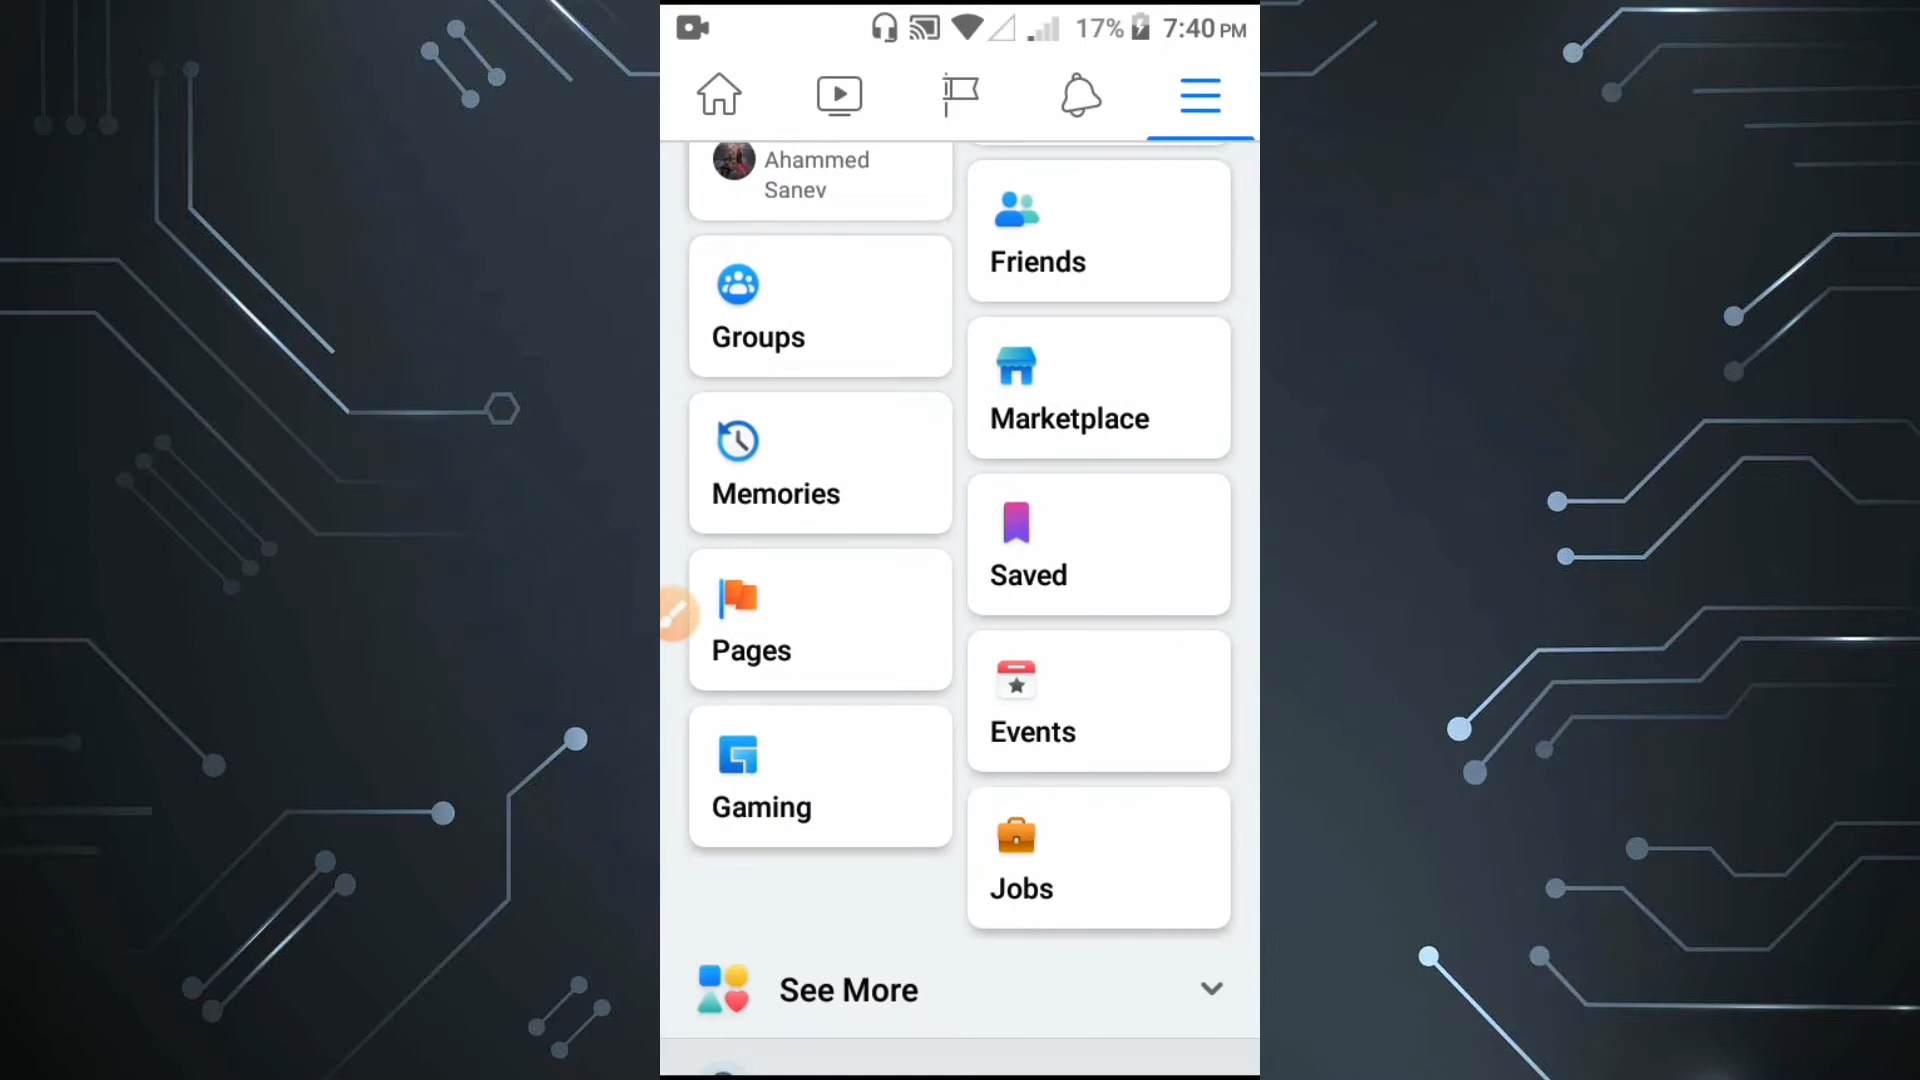 17% 7:40 PM
Ahammed
Sanev
Friends
Groups
Marketplace
Memories
Saved
Pages
Events
Gaming
Jobs
See More